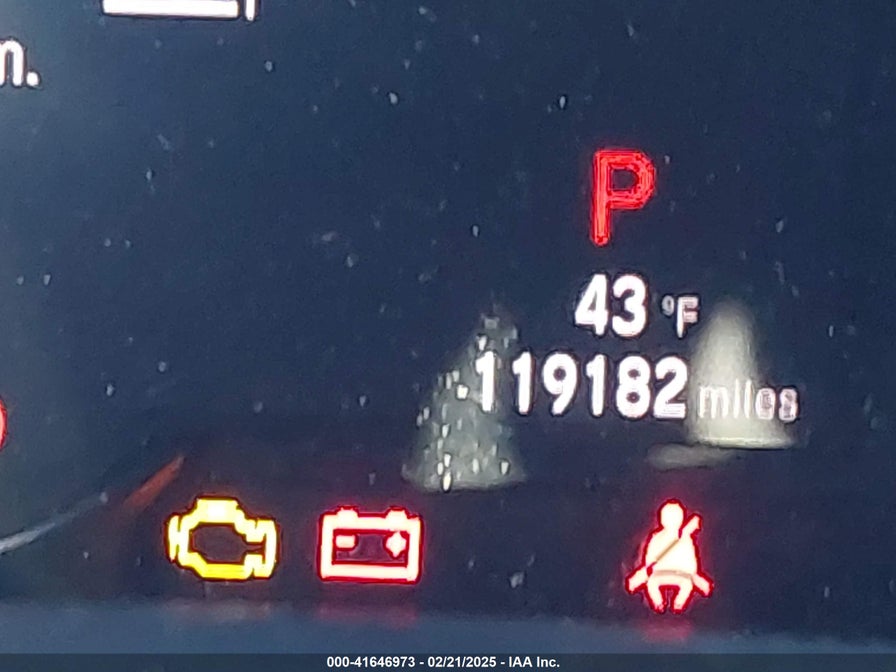 n.
P
43 °F
119182 miles
000-41646973 - 02/21/2025 - IAA Inc.